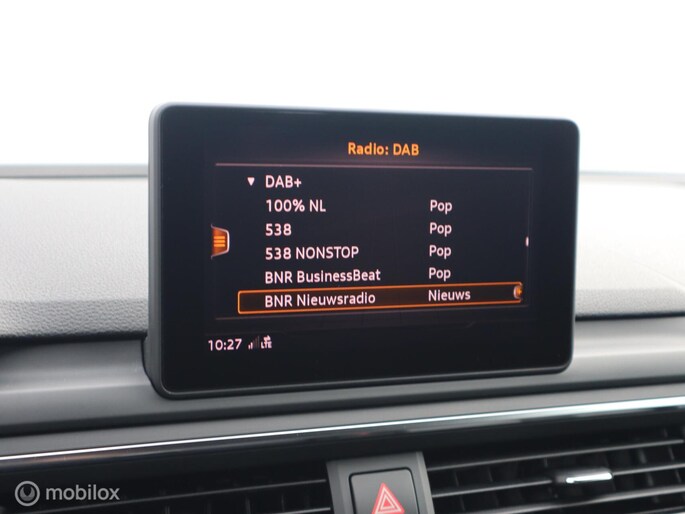 Radio: DAB
▼ DAB+
100% NL Pop
538 Pop
538 NONSTOP Pop
BNR BusinessBeat Pop
BNR Nieuwsradio Nieuws
10:27 LTE
mobilox